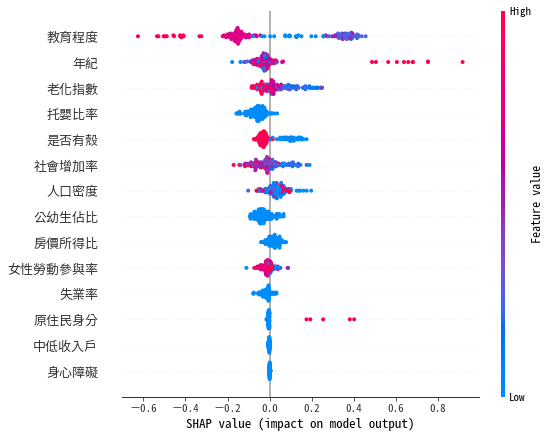 High
教育程度
年紀
老化指數
托嬰比率
是否有殼
社會增加率
人口密度
公幼生佔比
房價所得比
女性勞動參與率
失業率
原住民身分
中低收入戶
身心障礙
Feature value
Low
−0.6 −0.4 −0.2 0.0 0.2 0.4 0.6 0.8
SHAP value (impact on model output)